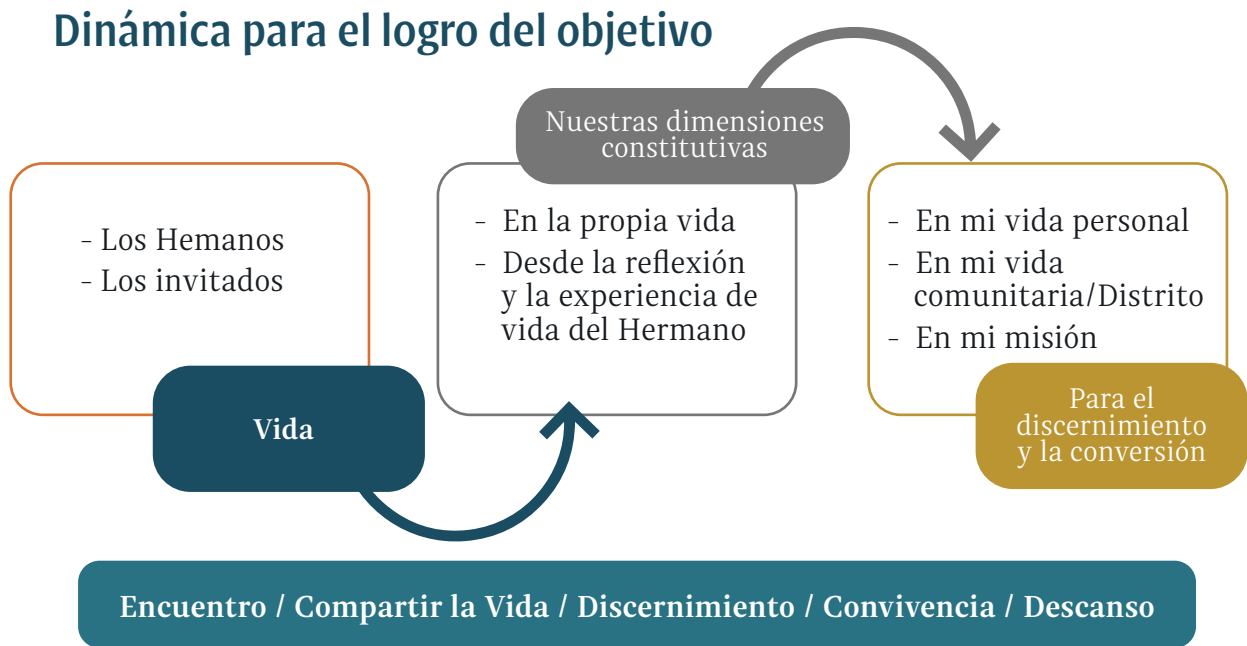 Dinámica para el logro del objetivo
- Los Hemanos
- Los invitados
Vida
Nuestras dimensiones
constitutivas
- En la propia vida
- Desde la reflexión
y la experiencia de
vida del Hermano
- En mi vida personal
- En mi vida
comunitaria/Distrito
- En mi misión
Para el
discernimiento
y la conversión
Encuentro / Compartir la Vida / Discernimiento / Convivencia / Descanso